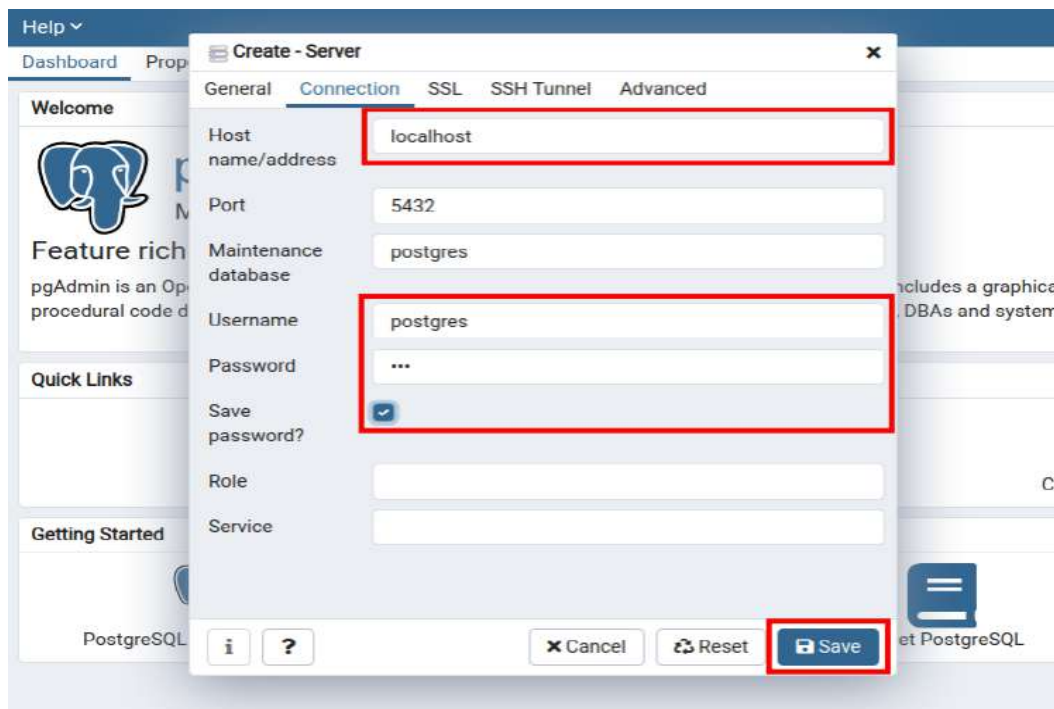 Help
Dashboard Prop
Create - Server
General Connection SSL SSH Tunnel Advanced
Welcome
Host name/address
localhost
Port
5432
Maintenance database
postgres
Username
postgres
Password
•••
Save password?
Role
Service
p
M
Feature rich
pgAdmin is an Op
ncludes a graphica
procedural code d
, DBAs and system
Quick Links
C
Getting Started
PostgreSQL
et PostgreSQL
i ? Cancel Reset Save